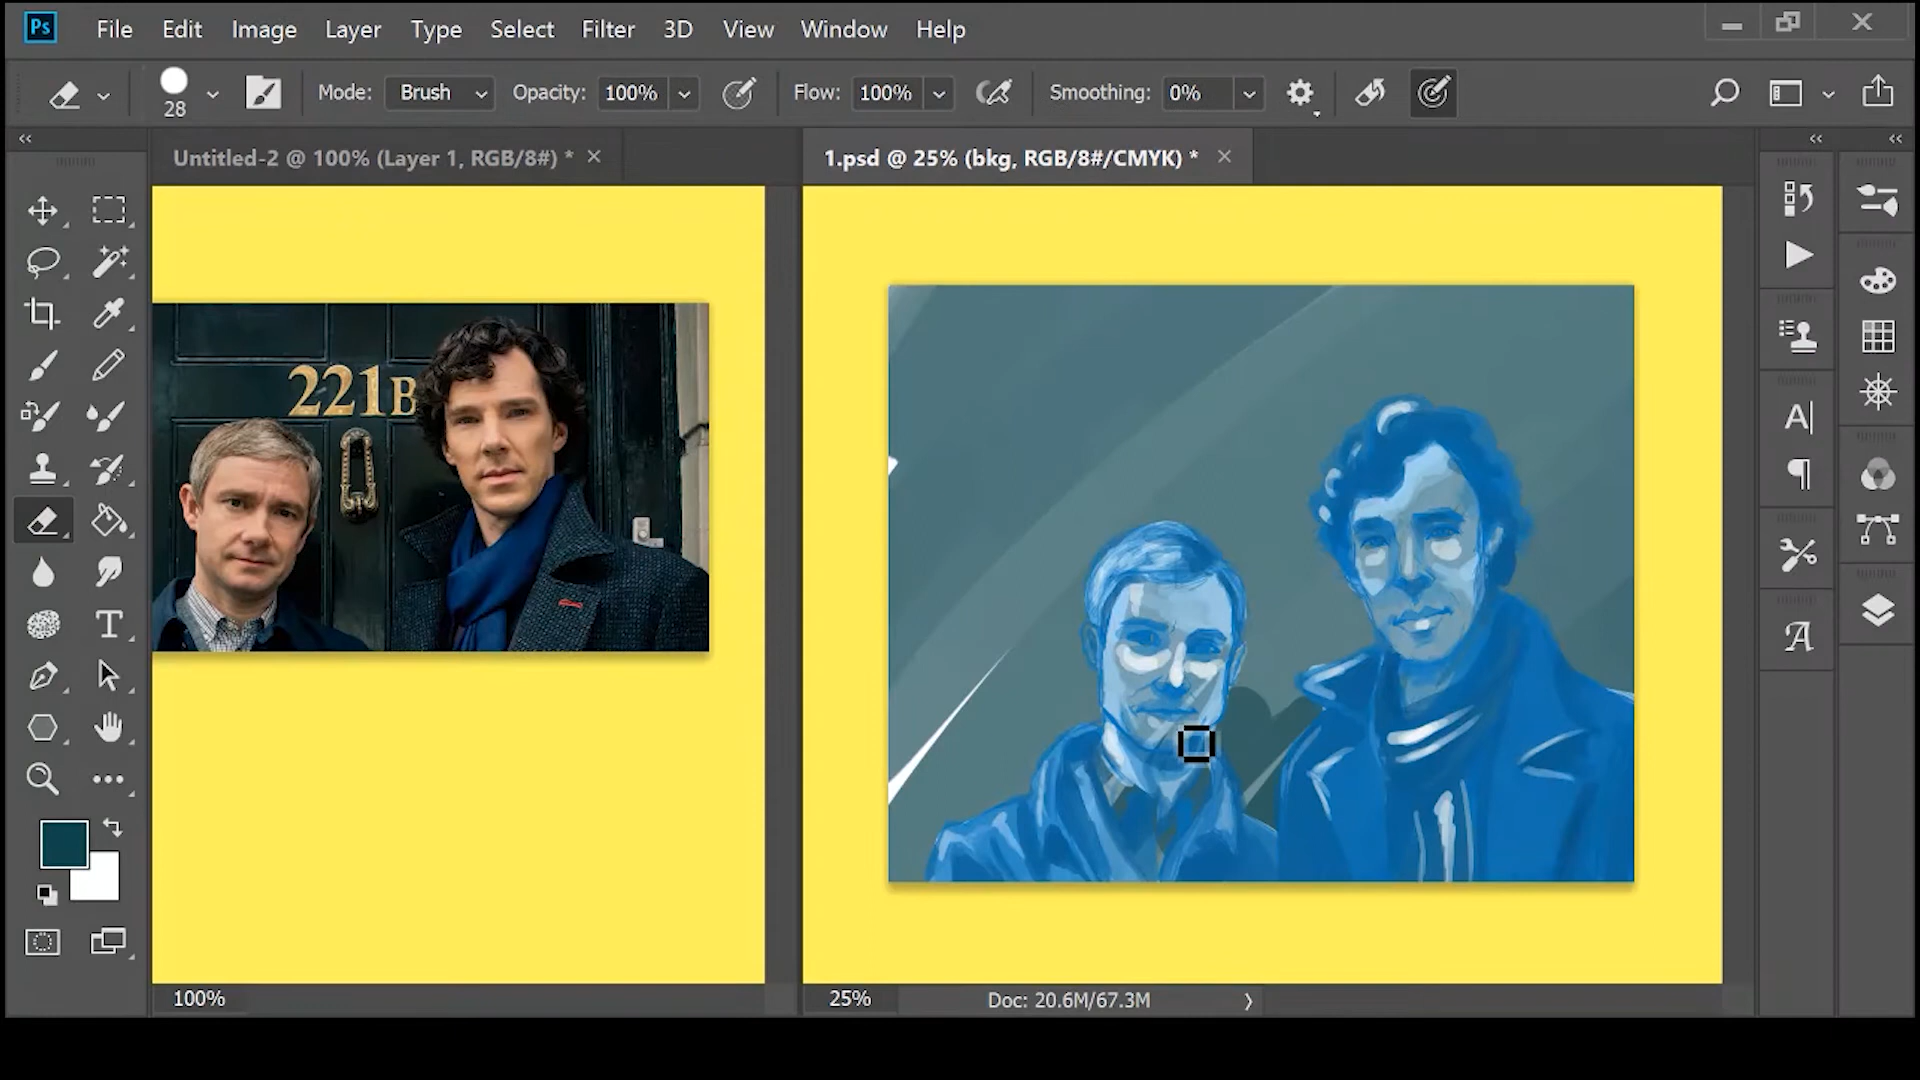 Ps File Edit Image Layer Type Select Filter 3D View Window Help
28 Mode: Brush Opacity: 100% Flow: 100% Smoothing: 0%
Untitled-2 @ 100% (Layer 1, RGB/8#) *
1.psd @ 25% (bkg, RGB/8#/CMYK) *
221B
100%
25%
Doc: 20.6M/67.3M